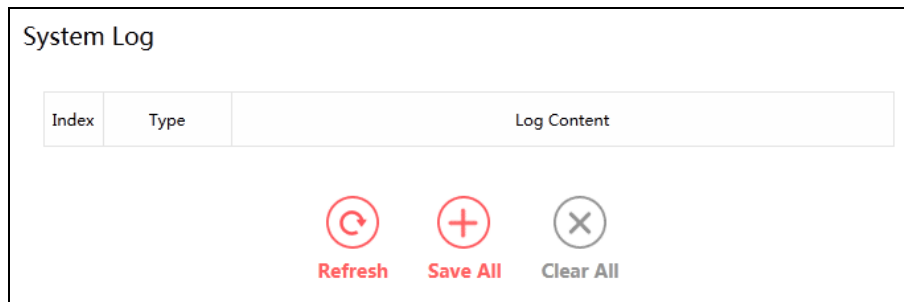 System Log
Index Type Log Content
Refresh Save All Clear All